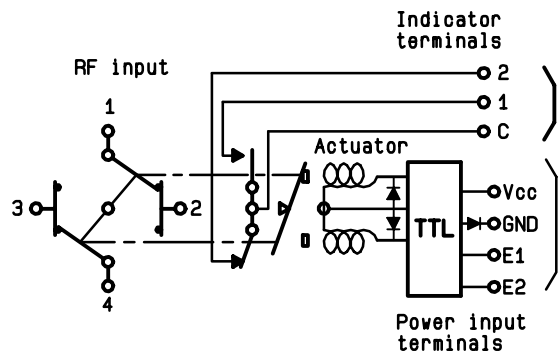 Indicator
terminals
RF input
2
1
1
C
Actuator
Vcc
3
2
GND
TTL
E1
4
E2
Power input
terminals